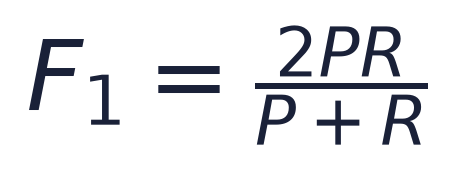 F₁ = 2PR / P + R